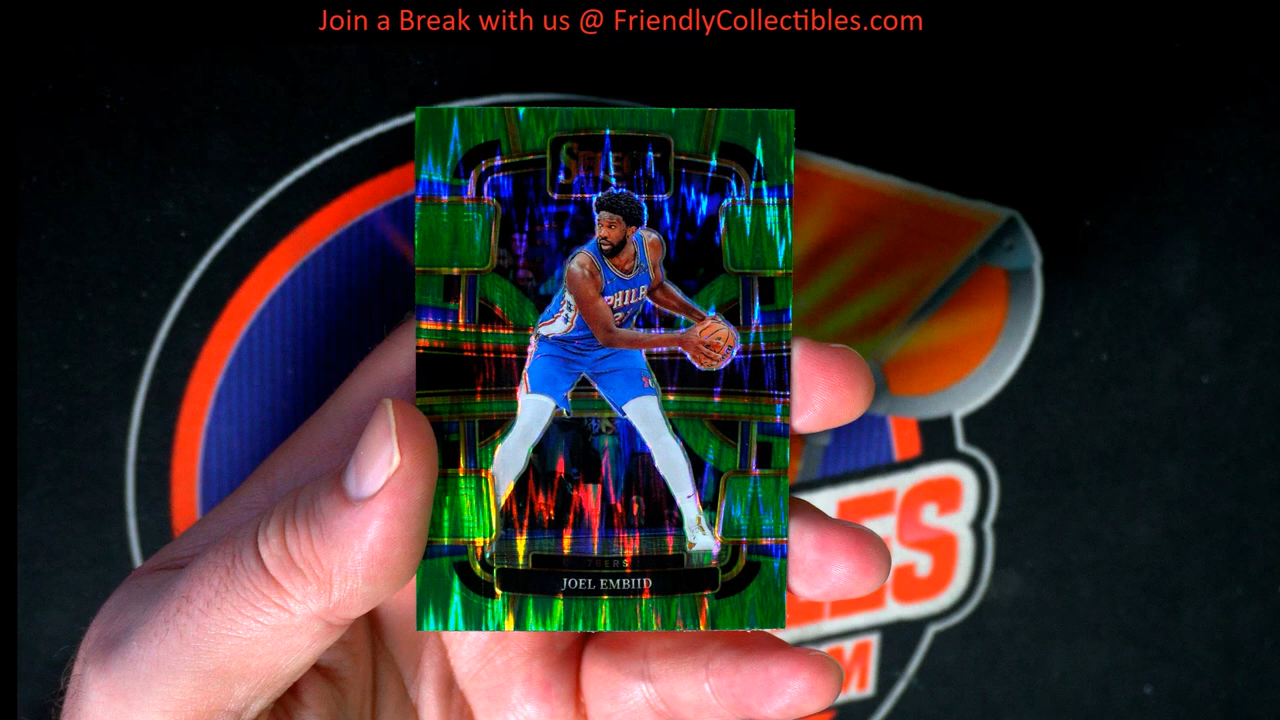 Join a Break with us @ FriendlyCollectibles.com
SELECT
PHILA
76ERS
JOEL EMBIID
LES
M